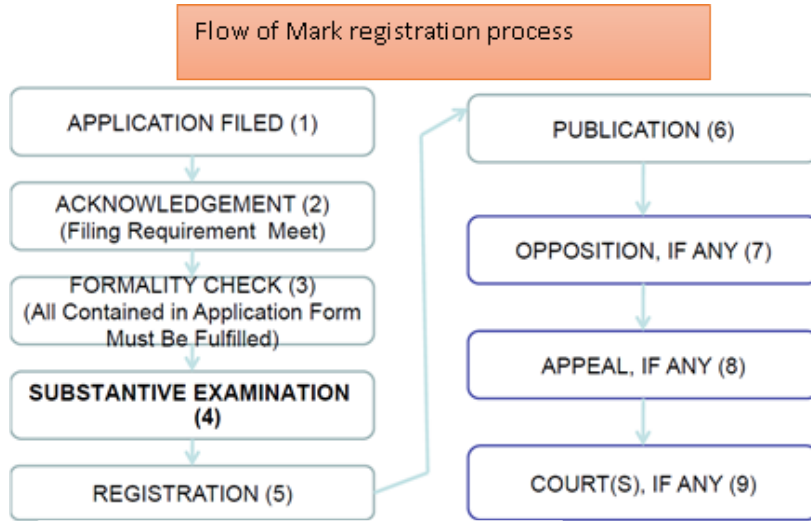 Flow of Mark registration process
APPLICATION FILED (1)
ACKNOWLEDGEMENT (2)
(Filing Requirement Meet)
FORMALITY CHECK (3)
(All Contained in Application Form
Must Be Fulfilled)
SUBSTANTIVE EXAMINATION
(4)
REGISTRATION (5)
PUBLICATION (6)
OPPOSITION, IF ANY (7)
APPEAL, IF ANY (8)
COURT(S), IF ANY (9)